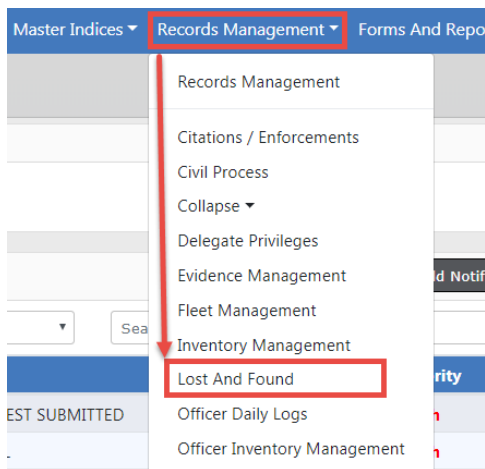 Master Indices Records Management Forms And Repo
Records Management
Citations / Enforcements
Civil Process
Collapse
Delegate Privileges
Evidence Management
d Notif
Fleet Management
Sea
Inventory Management
Lost And Found
rity
EST SUBMITTED
Officer Daily Logs
Officer Inventory Management